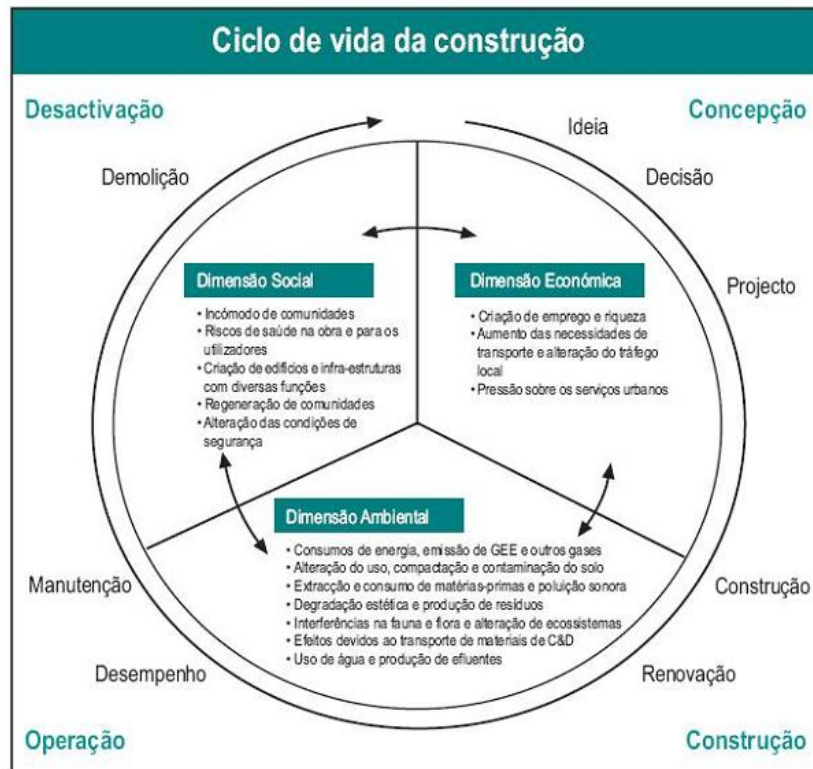 Ciclo de vida da construção
Desactivação
Concepção
Ideia
Demolição
Decisão
Projecto
Dimensão Social
• Incómodo de comunidades
• Riscos de saúde na obra e para os
utilizadores
• Criação de edifícios e infra-estruturas
com diversas funções
• Regeneração de comunidades
• Alteração das condições de
segurança
Dimensão Económica
• Criação de emprego e riqueza
• Aumento das necessidades de
transporte e alteração do tráfego
local
• Pressão sobre os serviços urbanos
Dimensão Ambiental
• Consumos de energia, emissão de GEE e outros gases
• Alteração do uso, compactação e contaminação do solo
• Extracção e consumo de matérias-primas e poluição sonora
• Degradação estética e produção de resíduos
• Interferências na fauna e flora e alteração de ecossistemas
• Efeitos devidos ao transporte de materiais de C&D
• Uso de água e produção de efluentes
Manutenção
Construção
Desempenho
Renovação
Operação
Construção